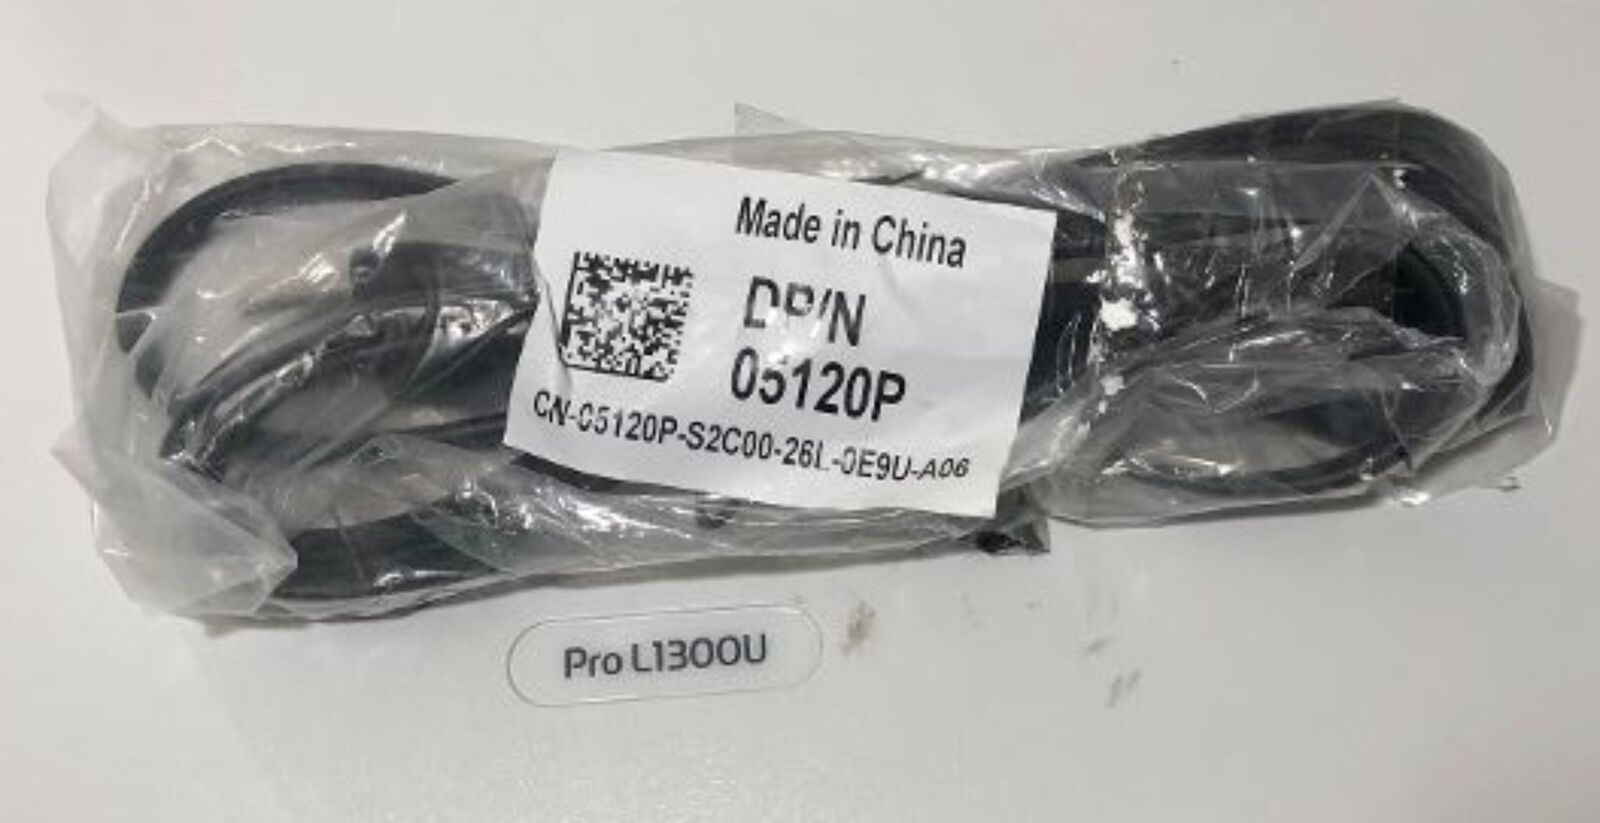 Made in China
DP/N
05120P
CN-05120P-S2C00-26L-0E9U-A06
Pro L1300U